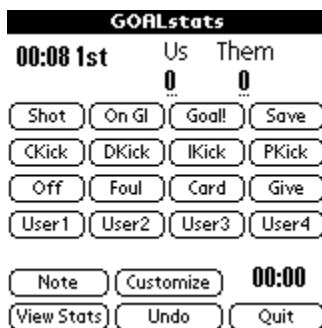 GOALstats
00:08 1st Us Them
0 0
Shot On Gl Goal! Save
CKick DKick IKick PKick
Off Foul Card Give
User1 User2 User3 User4
Note Customize 00:00
View Stats Undo Quit